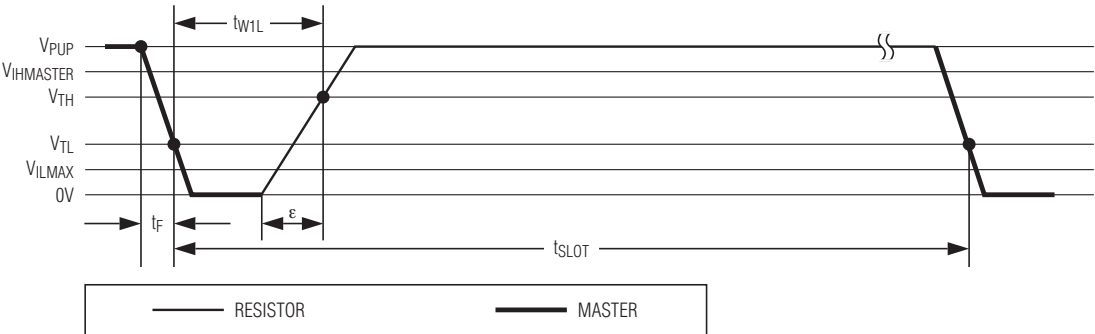 tW1L
VPUP
VIHMASTER
VTH
VTL
VILMAX
0V
tF
ε
tSLOT
RESISTOR MASTER